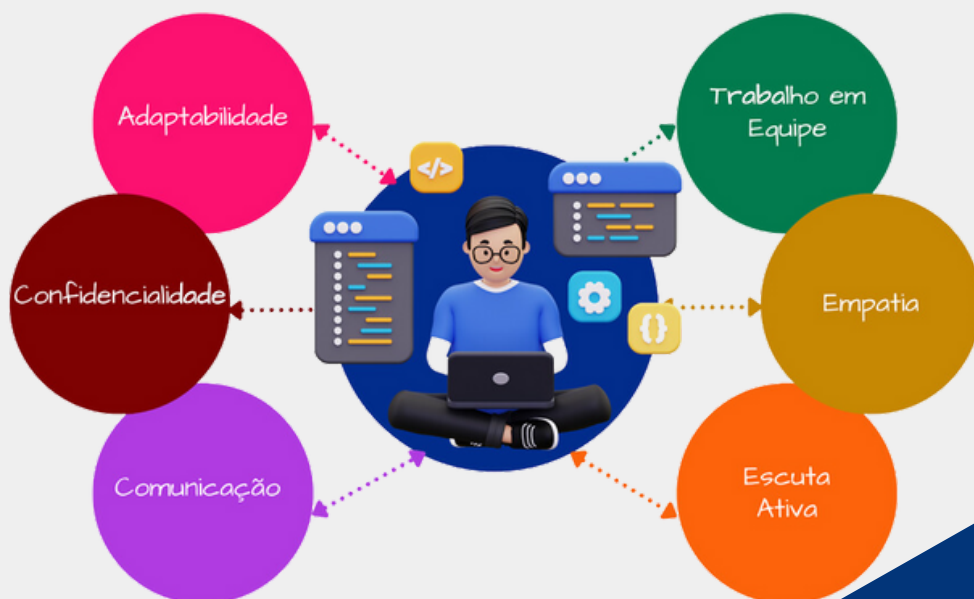 Adaptabilidade
Trabalho em
Equipe
Confidencialidade
Empatia
Comunicação
Escuta
Ativa